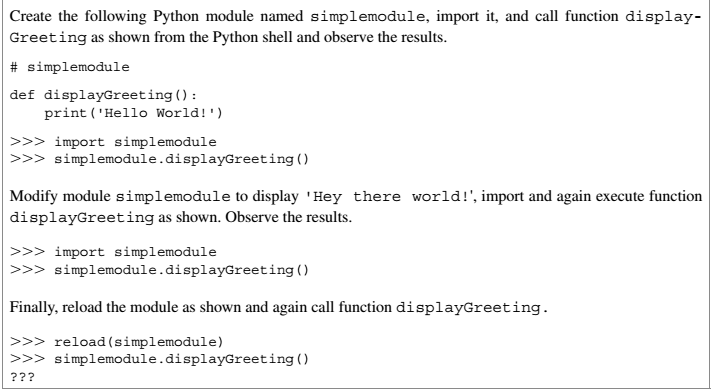 Create the following Python module named simplemodule, import it, and call function display-
Greeting as shown from the Python shell and observe the results.
# simplemodule
def displayGreeting():
    print('Hello World!')
>>> import simplemodule
>>> simplemodule.displayGreeting()
Modify module simplemodule to display 'Hey there world!', import and again execute function
displayGreeting as shown. Observe the results.
>>> import simplemodule
>>> simplemodule.displayGreeting()
Finally, reload the module as shown and again call function displayGreeting.
>>> reload(simplemodule)
>>> simplemodule.displayGreeting()
???